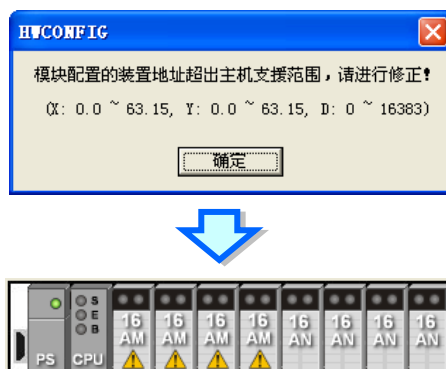 HWCONFIG
模块配置的装置地址超出主机支援范围，请进行修正!
(X: 0.0 ~ 63.15, Y: 0.0 ~ 63.15, D: 0 ~ 16383)
确定
S
E
B
16 16 16 16 16 16 16 16
AM AM AM AM AN AN AN AN
PS CPU